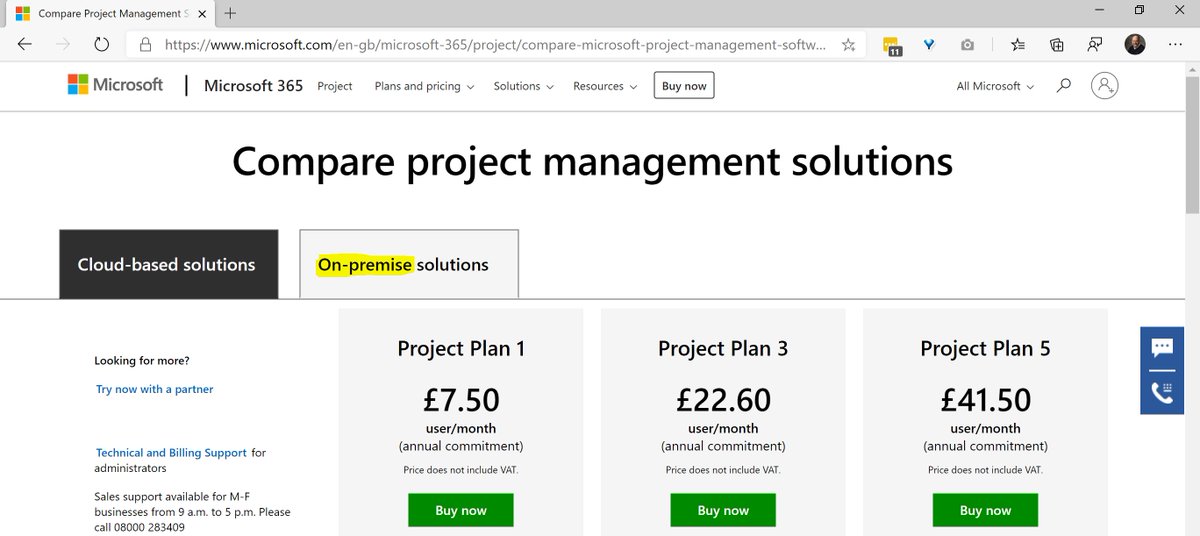 Compare Project Management S
https://www.microsoft.com/en-gb/microsoft-365/project/compare-microsoft-project-management-softw...
11
Microsoft
Microsoft 365
Project
Plans and pricing
Solutions
Resources
Buy now
All Microsoft
Compare project management solutions
Cloud-based solutions
On-premise solutions
Looking for more?
Try now with a partner
Technical and Billing Support for
administrators
Sales support available for M-F
businesses from 9 a.m. to 5 p.m. Please
call 08000 283409
Project Plan 1
£7.50
user/month
(annual commitment)
Price does not include VAT.
Buy now
Project Plan 3
£22.60
user/month
(annual commitment)
Price does not include VAT.
Buy now
Project Plan 5
£41.50
user/month
(annual commitment)
Price does not include VAT.
Buy now